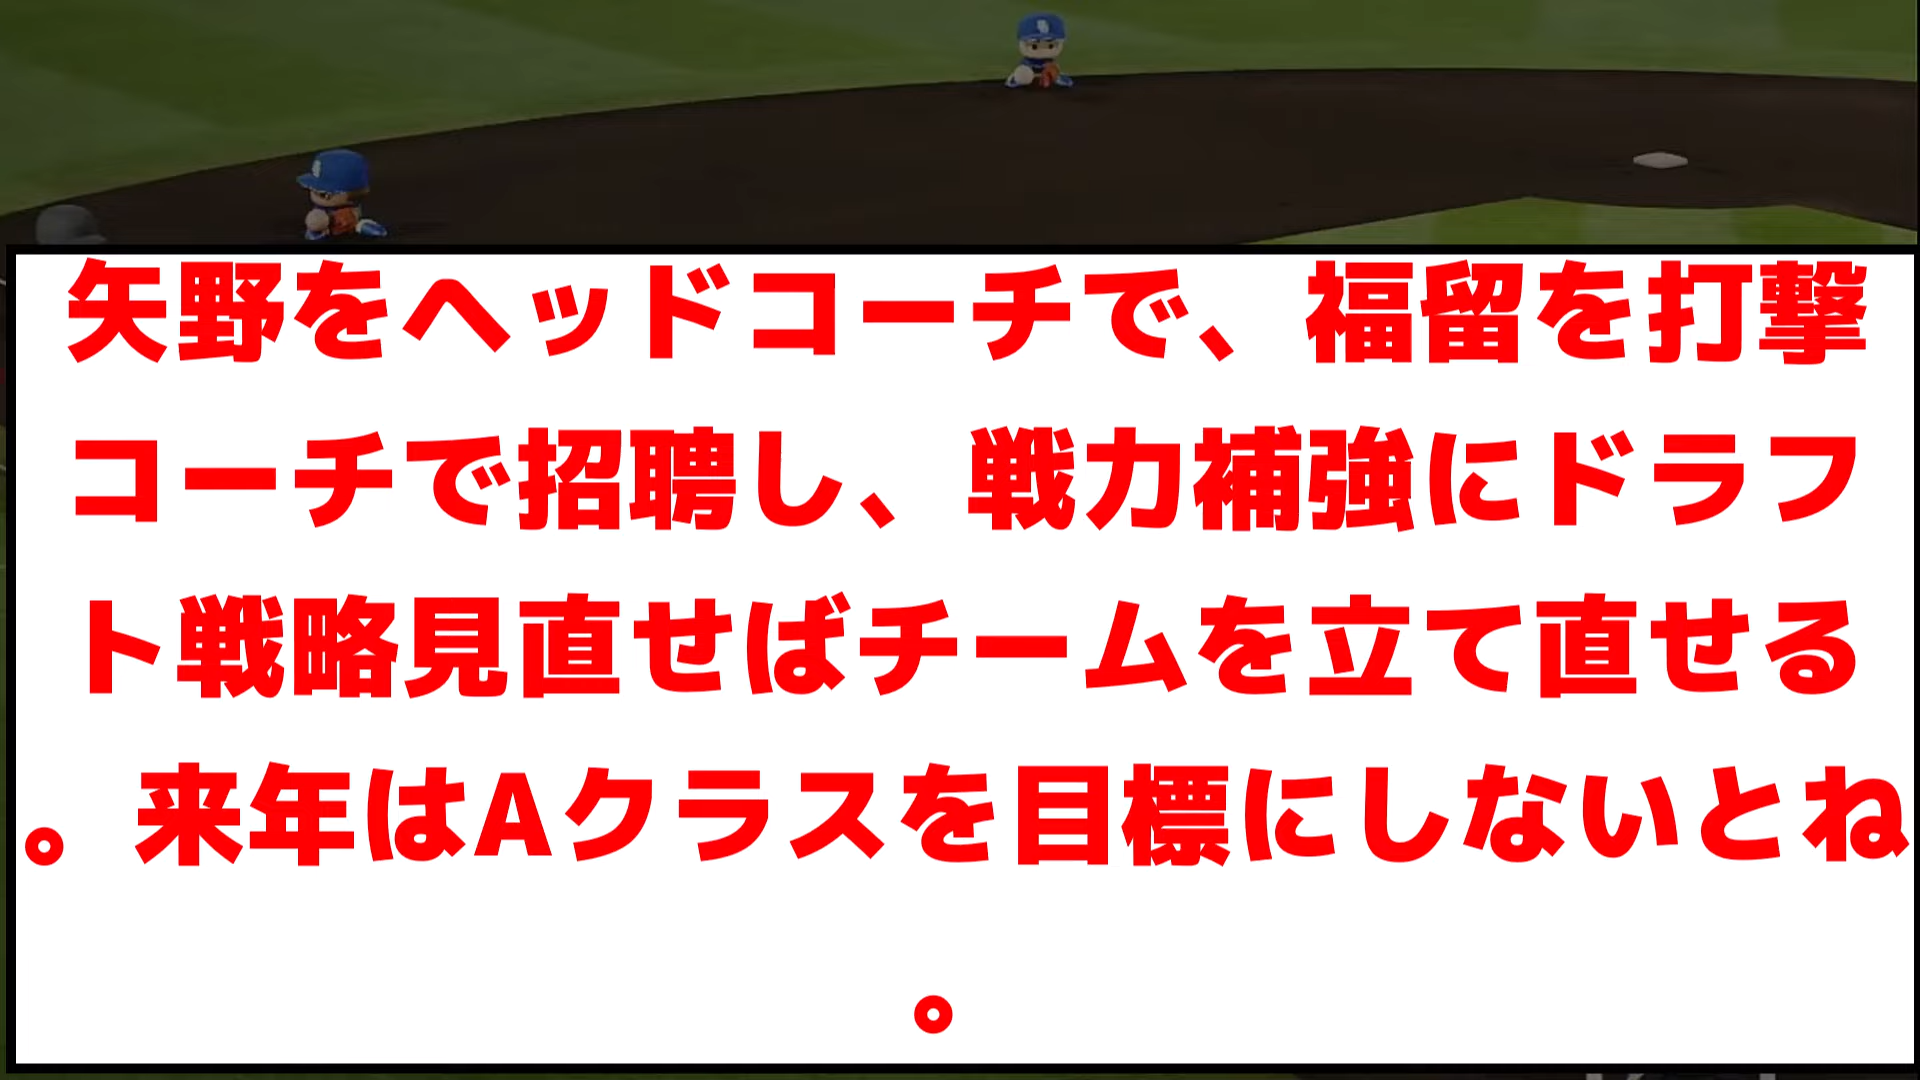 矢野をヘッドコーチで、福留を打撃
コーチで招聘し、戦力補強にドラフ
ト戦略見直せばチームを立て直せる
。来年はAクラスを目標にしないとね
。